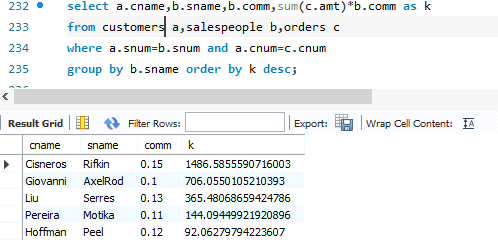 232 select a.cname,b.sname,b.comm,sum(c.amt)*b.comm as k
233 from customers a,salespeople b,orders c
234 where a.snum=b.snum and a.cnum=c.cnum
235 group by b.sname order by k desc;
Result Grid Filter Rows: Export: Wrap Cell Content:
cname sname comm k
Cisneros Rifkin 0.15 1486.5855590716003
Giovanni AxelRod 0.1 706.0550105210393
Liu Serres 0.13 365.48068659424786
Pereira Motika 0.11 144.09449921920896
Hoffman Peel 0.12 92.06279794223607